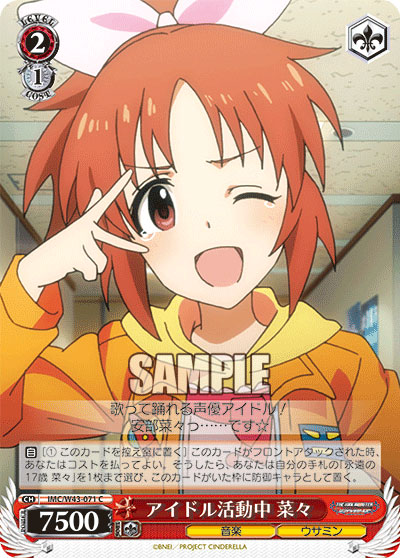 LEVEL
2
1
COST
SAMPLE
歌って踊れる声優アイドル！
安部菜々っ……です☆
自 [① このカードを控え室に置く] このカードがフロントアタックされた時、
あなたはコストを払ってよい。そうしたら、あなたは自分の手札の「永遠の
17歳 菜々」を1枚まで選び、このカードがいた枠に防御キャラとして置く。
CH IMC/W43-071 C
7500
アイドル活動中 菜々
音楽
ウサミン
©NEI／PROJECT CINDERELLA